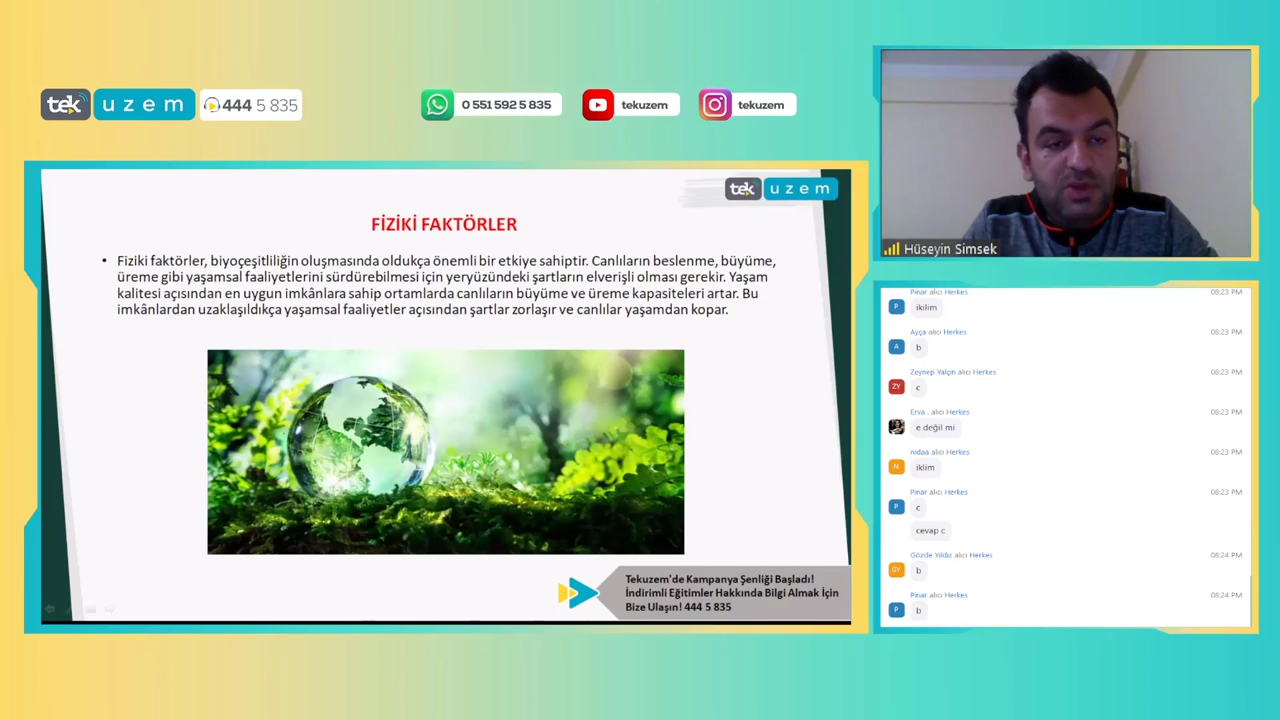 tek uzem 444 5 835
0 551 592 5 835
tekuzem
tekuzem
tek uzem
FİZİKİ FAKTÖRLER
• Fiziki faktörler, biyoçeşitliliğin oluşmasında oldukça önemli bir etkiye sahiptir. Canlıların beslenme, büyüme,
üreme gibi yaşamsal faaliyetlerini sürdürebilmesi için yeryüzündeki şartların elverişli olması gerekir. Yaşam
kalitesi açısından en uygun imkânlara sahip ortamlarda canlıların büyüme ve üreme kapasiteleri artar. Bu
imkânlardan uzaklaşıldıkça yaşamsal faaliyetler açısından şartlar zorlaşır ve canlılar yaşamdan kopar.
Tekuzem'de Kampanya Şenliği Başladı!
İndirimli Eğitimler Hakkında Bilgi Almak İçin
Bize Ulaşın! 444 5 835
Hüseyin Simsek
Pınar alıcı Herkes 08:23 PM
P ikilim
Ayça alıcı Herkes 08:23 PM
A b
Zeynep Yalçın alıcı Herkes 08:23 PM
ZY c
Erva . alıcı Herkes 08:23 PM
e değil mi
nıdaa alıcı Herkes 08:23 PM
N iklim
Pınar alıcı Herkes 08:23 PM
P c
cevap c
Gözde Yıldız alıcı Herkes 08:24 PM
GY b
Pınar alıcı Herkes 08:24 PM
P b